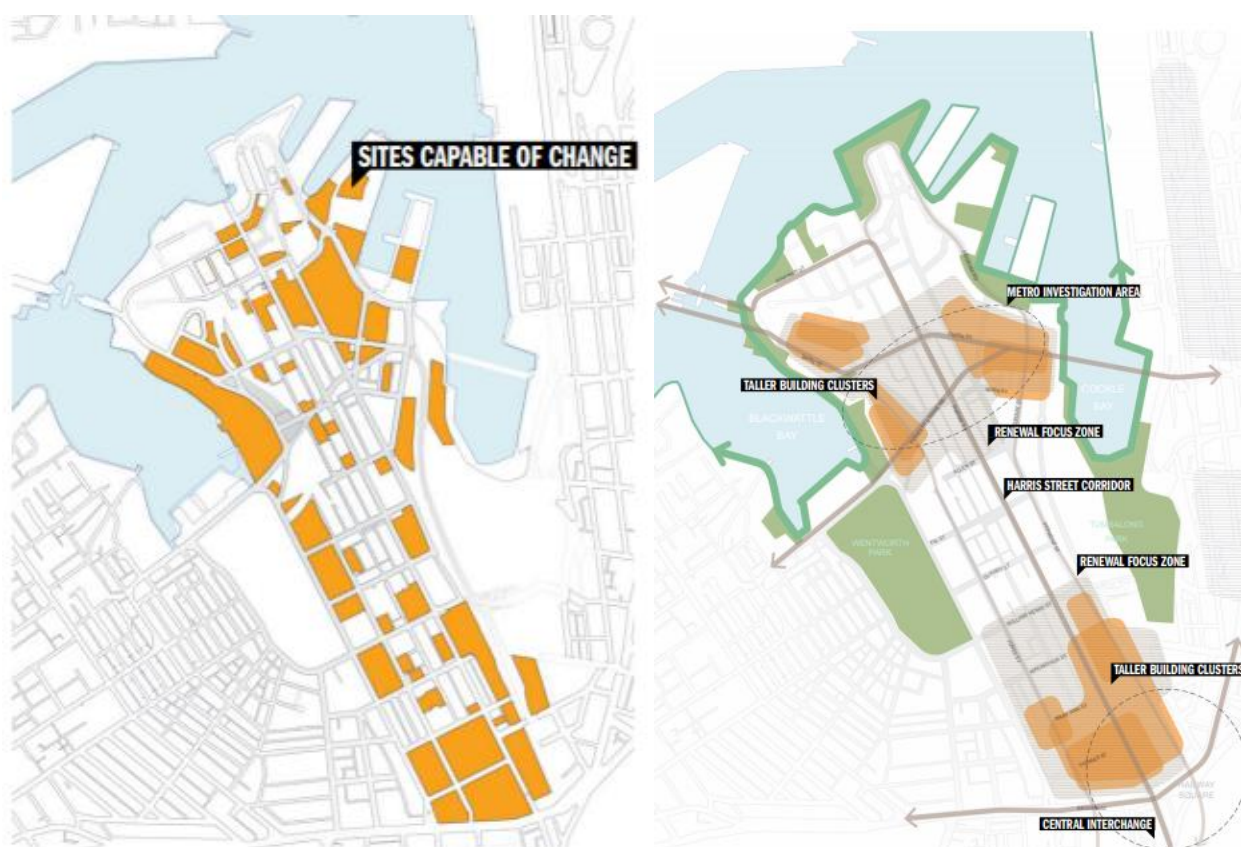 SITES CAPABLE OF CHANGE
METRO INVESTIGATION AREA
TALLER BUILDING CLUSTERS
COCKLE
BAY
BLACKWATTLE
BAY
RENEWAL FOCUS ZONE
HARRIS STREET CORRIDOR
WENTWORTH
PARK
TUMBALONG
PARK
RENEWAL FOCUS ZONE
TALLER BUILDING CLUSTERS
RAILWAY
SQUARE
CENTRAL INTERCHANGE